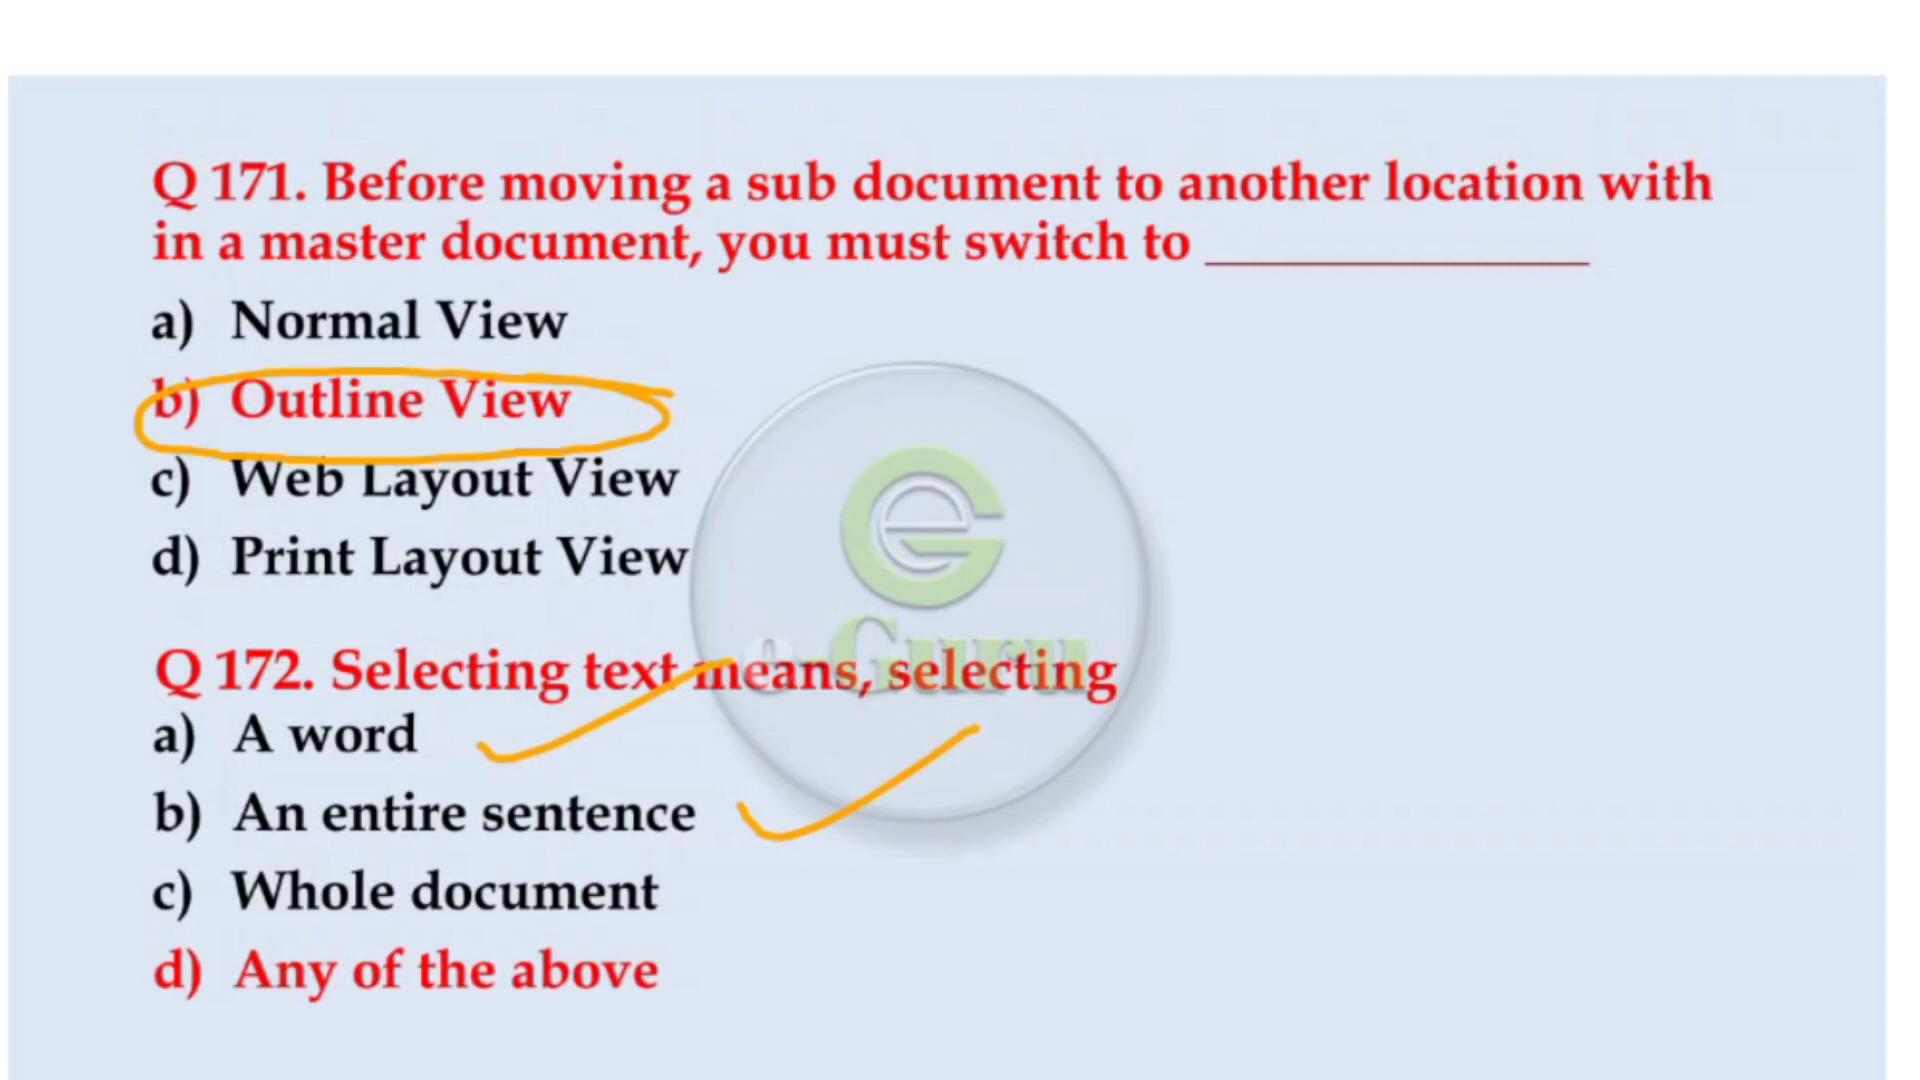 Q 171. Before moving a sub document to another location with
in a master document, you must switch to _______________
a) Normal View
b) Outline View
c) Web Layout View
d) Print Layout View
e-Guru
Q 172. Selecting text means, selecting
a) A word
b) An entire sentence
c) Whole document
d) Any of the above